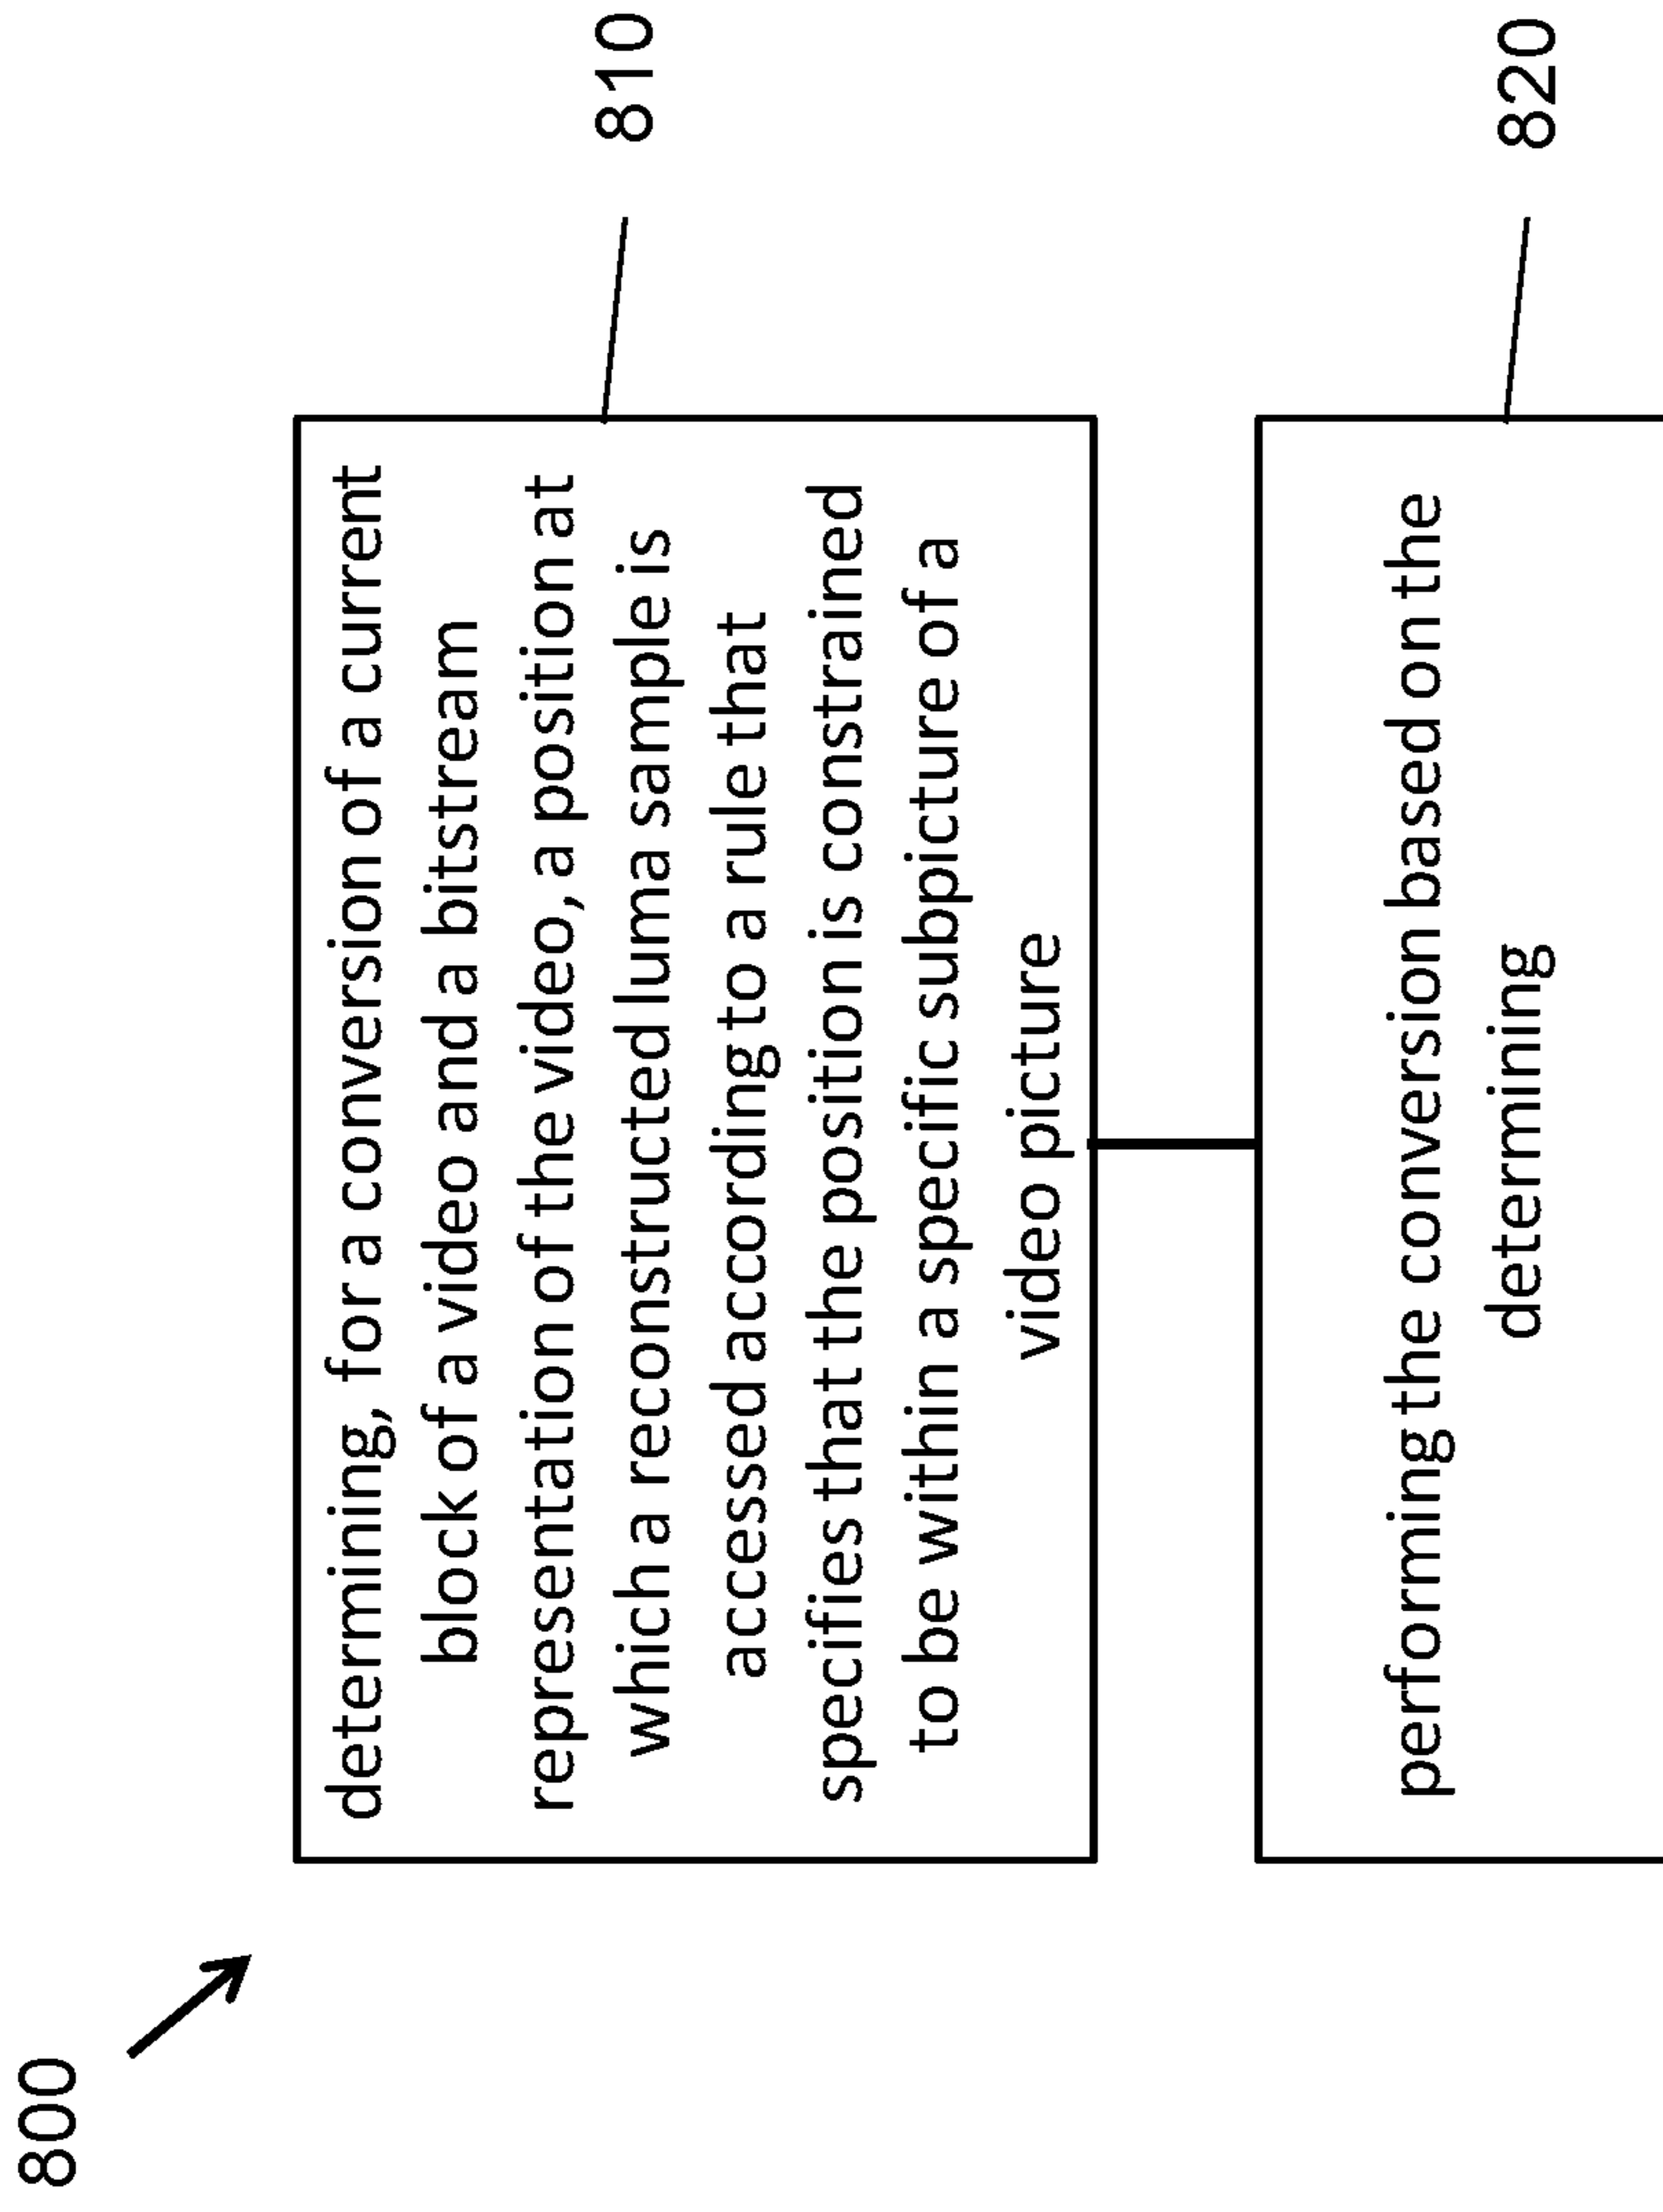 800
determining, for a conversion of a current
block of a video and a bitstream
representation of the video, a position at
which a reconstructed luma sample is
accessed according to a rule that
specifies that the position is constrained
to be within a specific subpicture of a
video picture
810
performing the conversion based on the
determining
820